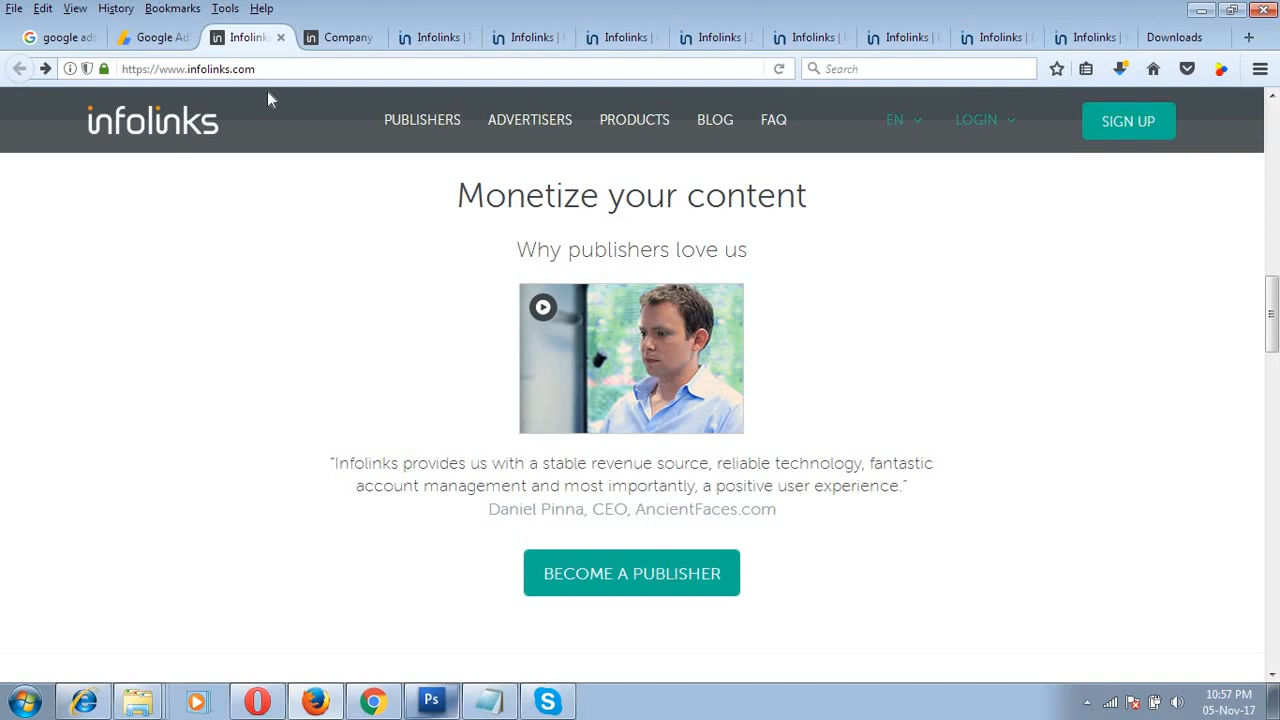 File Edit View History Bookmarks Tools Help
google ads Google Ad Infolinks Company Infolinks | Infolinks | Infolinks Infolinks | Infolinks | Infolinks | Infolinks | Infolinks | Downloads
https://www.infolinks.com Search
infolinks PUBLISHERS ADVERTISERS PRODUCTS BLOG FAQ EN LOGIN SIGN UP
Monetize your content
Why publishers love us
“Infolinks provides us with a stable revenue source, reliable technology, fantastic
account management and most importantly, a positive user experience.”
Daniel Pinna, CEO, AncientFaces.com
BECOME A PUBLISHER
Ps
10:57 PM
05-Nov-17